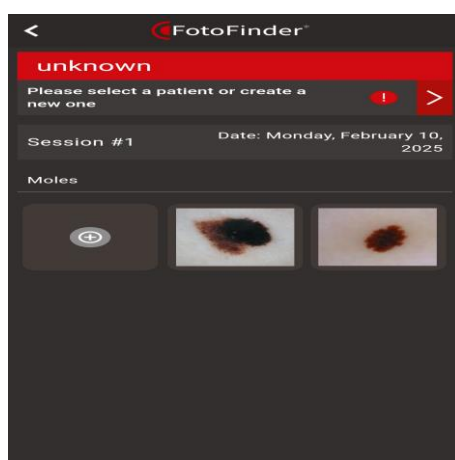 FotoFinder
unknown
Please select a patient or create a
new one
!
Session #1
Date: Monday, February 10,
2025
Moles